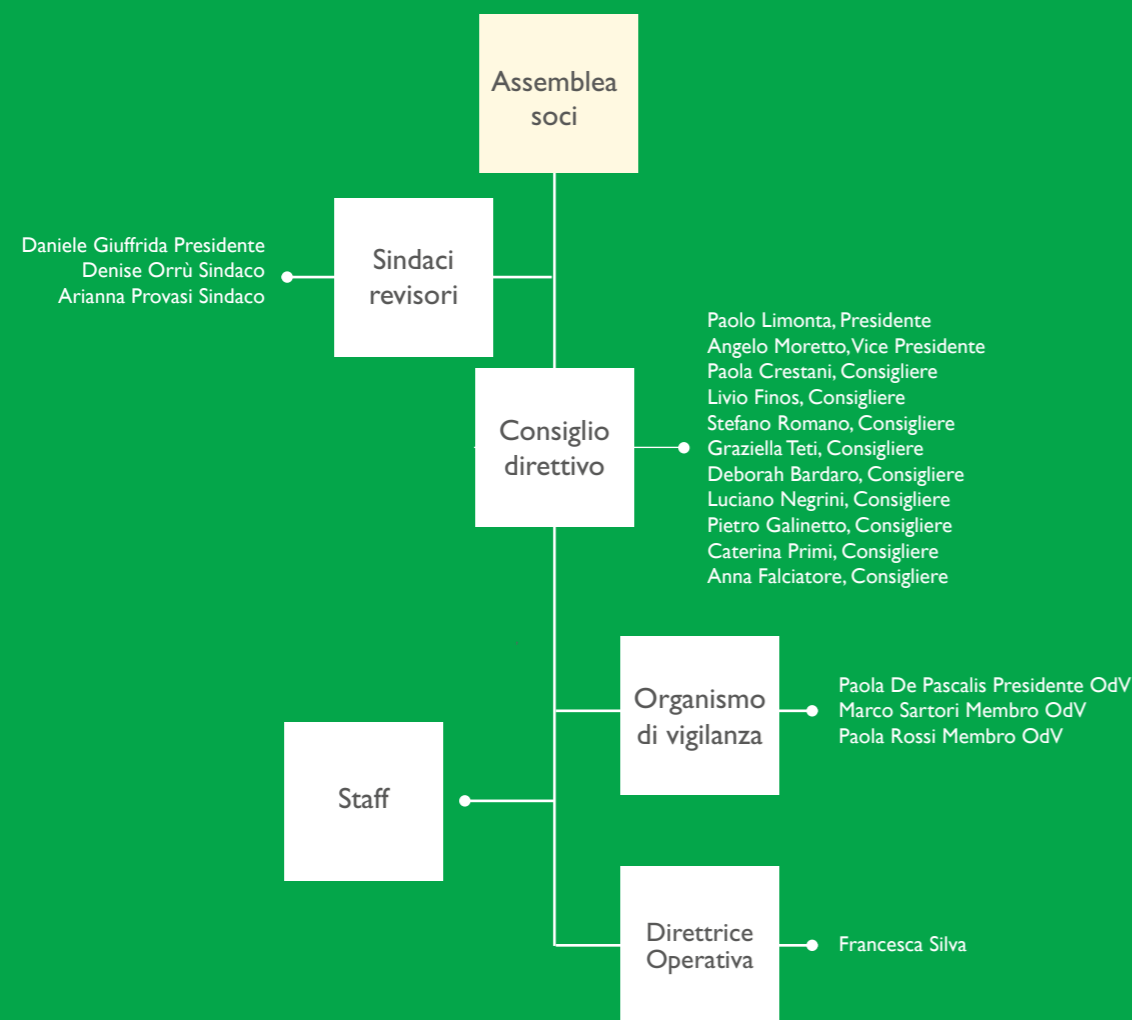 Assemblea
soci
Daniele Giuffrida Presidente
Denise Orrù Sindaco
Arianna Provasi Sindaco
Sindaci
revisori
Consiglio
direttivo
Paolo Limonta, Presidente
Angelo Moretto, Vice Presidente
Paola Crestani, Consigliere
Livio Finos, Consigliere
Stefano Romano, Consigliere
Graziella Teti, Consigliere
Deborah Bardaro, Consigliere
Luciano Negrini, Consigliere
Pietro Galinetto, Consigliere
Caterina Primi, Consigliere
Anna Falciatore, Consigliere
Organismo
di vigilanza
Paola De Pascalis Presidente OdV
Marco Sartori Membro OdV
Paola Rossi Membro OdV
Staff
Direttrice
Operativa
Francesca Silva